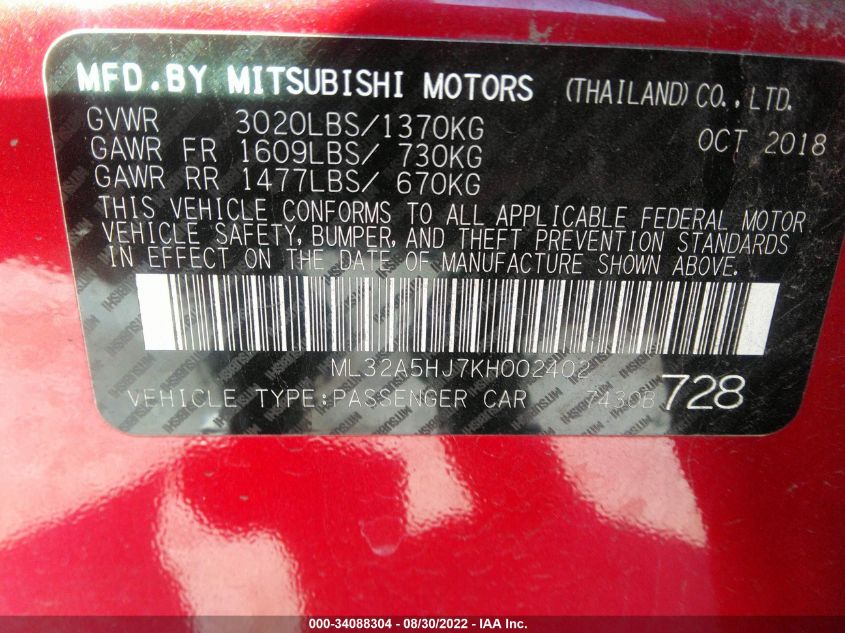 MFD.BY MITSUBISHI MOTORS (THAILAND) CO., LTD.
GVWR 3020LBS/1370KG OCT 2018
GAWR FR 1609LBS/ 730KG
GAWR RR 1477LBS/ 670KG
THIS VEHICLE CONFORMS TO ALL APPLICABLE FEDERAL MOTOR
VEHICLE SAFETY, BUMPER, AND THEFT PREVENTION STANDARDS
IN EFFECT ON THE DATE OF MANUFACTURE SHOWN ABOVE.
ML32A5HJ7KH002402
VEHICLE TYPE:PASSENGER CAR 7430B 728
000-34088304 - 08/30/2022 - IAA Inc.